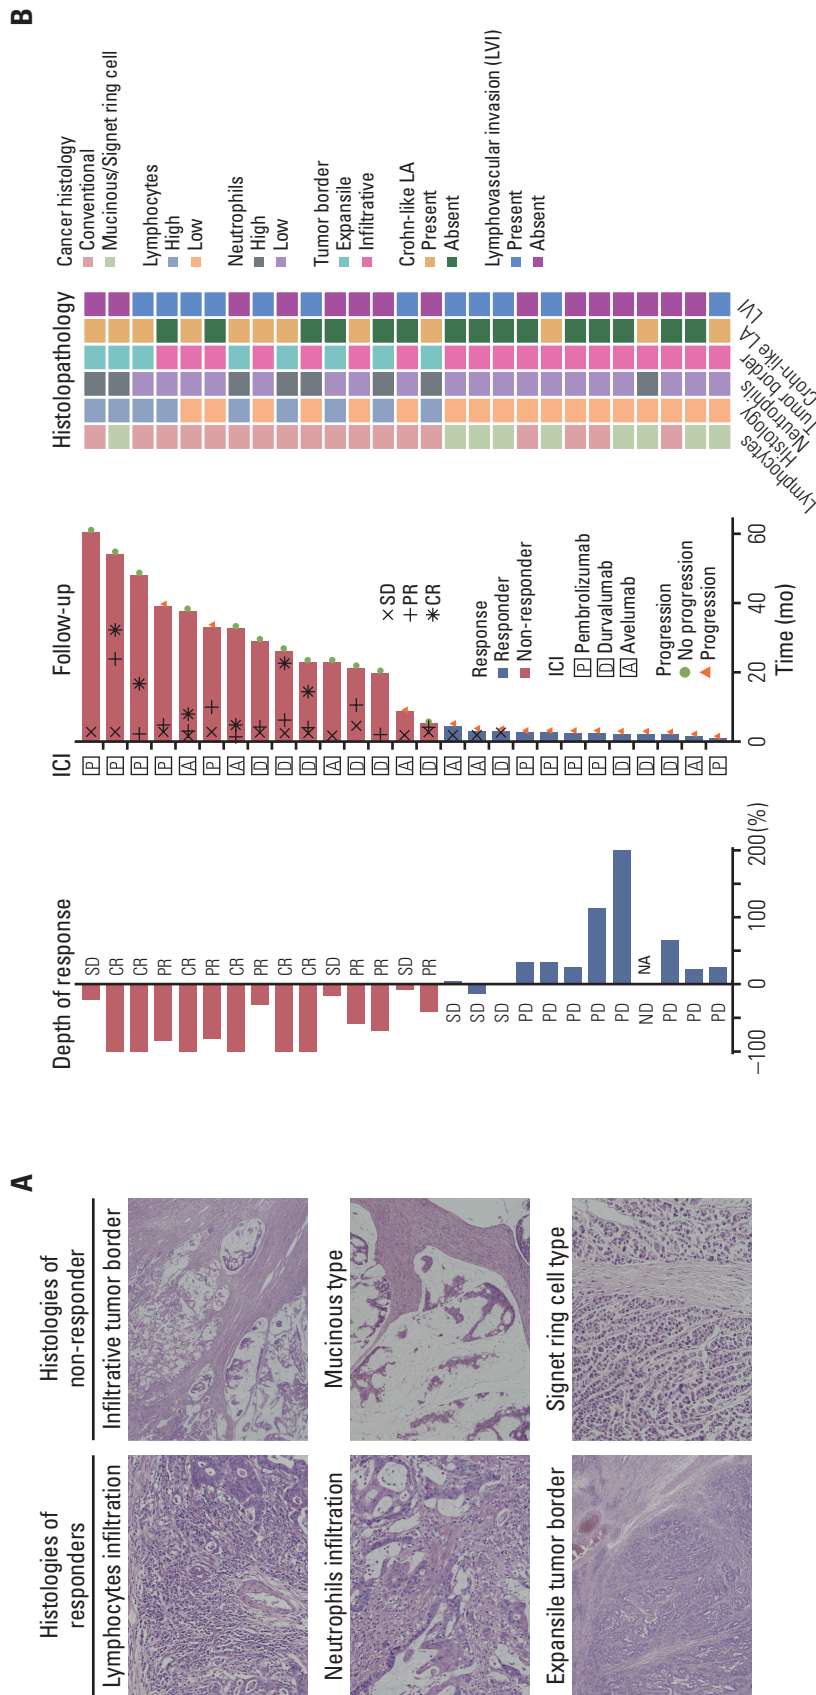 A
Histologies of
responders
Lymphocytes infiltration
Neutrophils infiltration
Expansile tumor border
Histologies of
non-responder
Infiltrative tumor border
Mucinous type
Signet ring cell type
B
Depth of response
SD
CR
CR
PR
CR
PR
CR
PR
CR
CR
SD
PR
PR
SD
PR
SD
SD
SD
PD
PD
PD
PD
PD
ND
NA
PD
PD
PD
−100
0
100
200(%)
ICI
P
P
P
P
A
P
A
D
D
D
A
D
D
A
D
A
A
D
P
P
P
P
D
D
D
A
P
Follow-up
×SD
+PR
✳CR
Response
Responder
Non-responder
ICI
P Pembrolizumab
D Durvalumab
A Avelumab
Progression
No progression
Progression
0
20
40
60
Time (mo)
Histolopathology
Lymphocytes
Histology
Neutrophils
Tumor border
Crohn-like LA
LVI
Cancer histology
Conventional
Mucinous/Signet ring cell
Lymphocytes
High
Low
Neutrophils
High
Low
Tumor border
Expansile
Infiltrative
Crohn-like LA
Present
Absent
Lymphovascular invasion (LVI)
Present
Absent